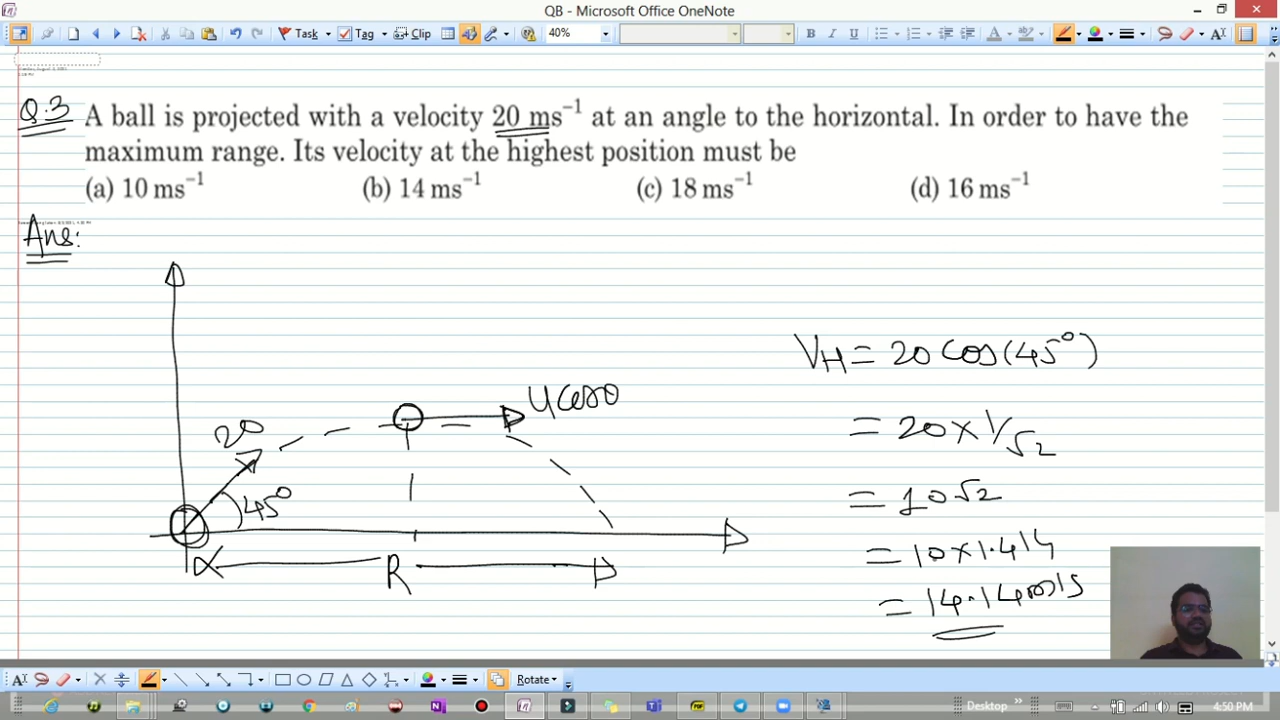 QB - Microsoft Office OneNote
Task Tag Clip 40% B I U
Q.3 A ball is projected with a velocity 20 ms⁻¹ at an angle to the horizontal. In order to have the
maximum range. Its velocity at the highest position must be
(a) 10 ms⁻¹ (b) 14 ms⁻¹ (c) 18 ms⁻¹ (d) 16 ms⁻¹
Ans:
VH = 20 cos(45°)
ucosθ
20
= 20 × 1/√2
45°
= 10√2
= 10 × 1.414
R
= 14.14 m/s
Rotate
Desktop
4:50 PM